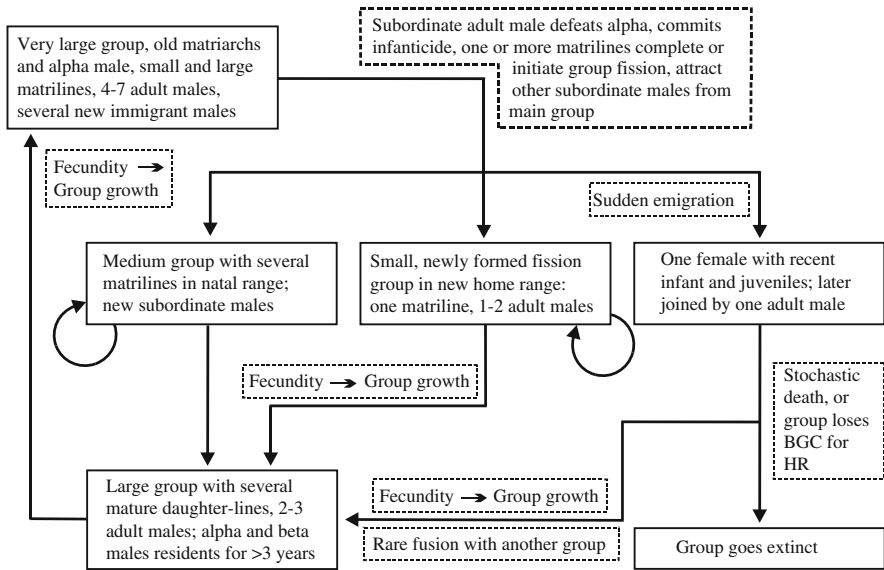 Very large group, old matriarchs
and alpha male, small and large
matrilines, 4-7 adult males,
several new immigrant males
Subordinate adult male defeats alpha, commits
infanticide, one or more matrilines complete or
initiate group fission, attract
other subordinate males from
main group
Fecundity →
Group growth
Sudden emigration
Medium group with several
matrilines in natal range;
new subordinate males
Small, newly formed fission
group in new home range:
one matriline, 1-2 adult males
One female with recent
infant and juveniles; later
joined by one adult male
Fecundity → Group growth
Stochastic
death, or
group loses
BGC for
HR
Large group with several
mature daughter-lines, 2-3
adult males; alpha and beta
males residents for >3 years
Fecundity → Group growth
Rare fusion with another group
Group goes extinct